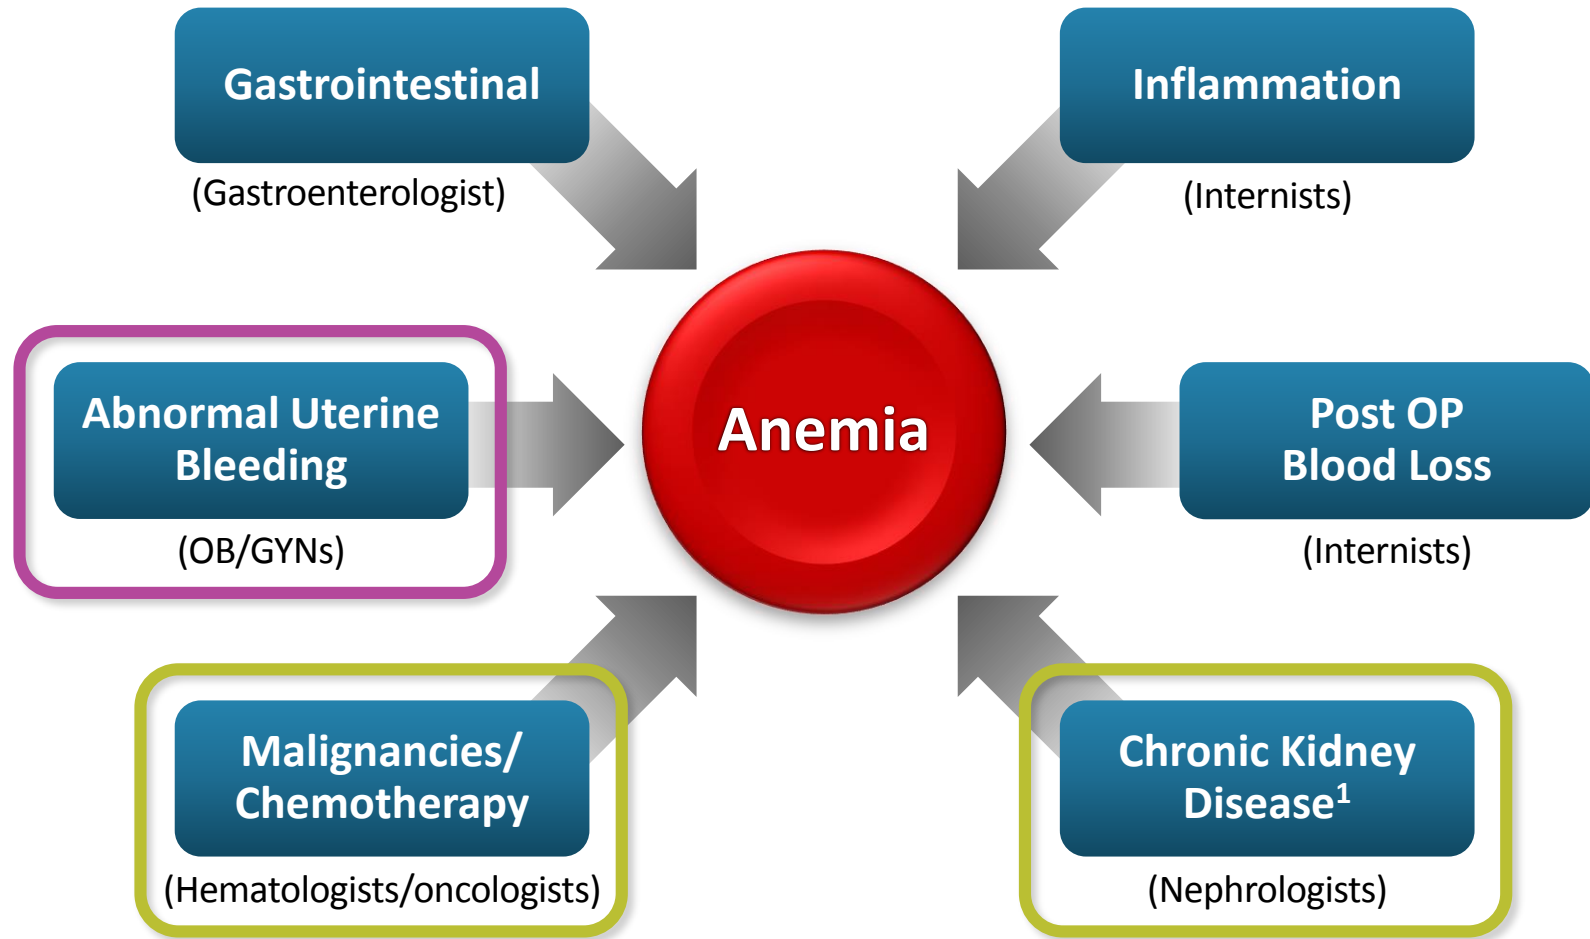 Gastrointestinal
(Gastroenterologist)
Inflammation
(Internists)
Abnormal Uterine
Bleeding
(OB/GYNs)
Anemia
Post OP
Blood Loss
(Internists)
Malignancies/
Chemotherapy
(Hematologists/oncologists)
Chronic Kidney
Disease¹
(Nephrologists)